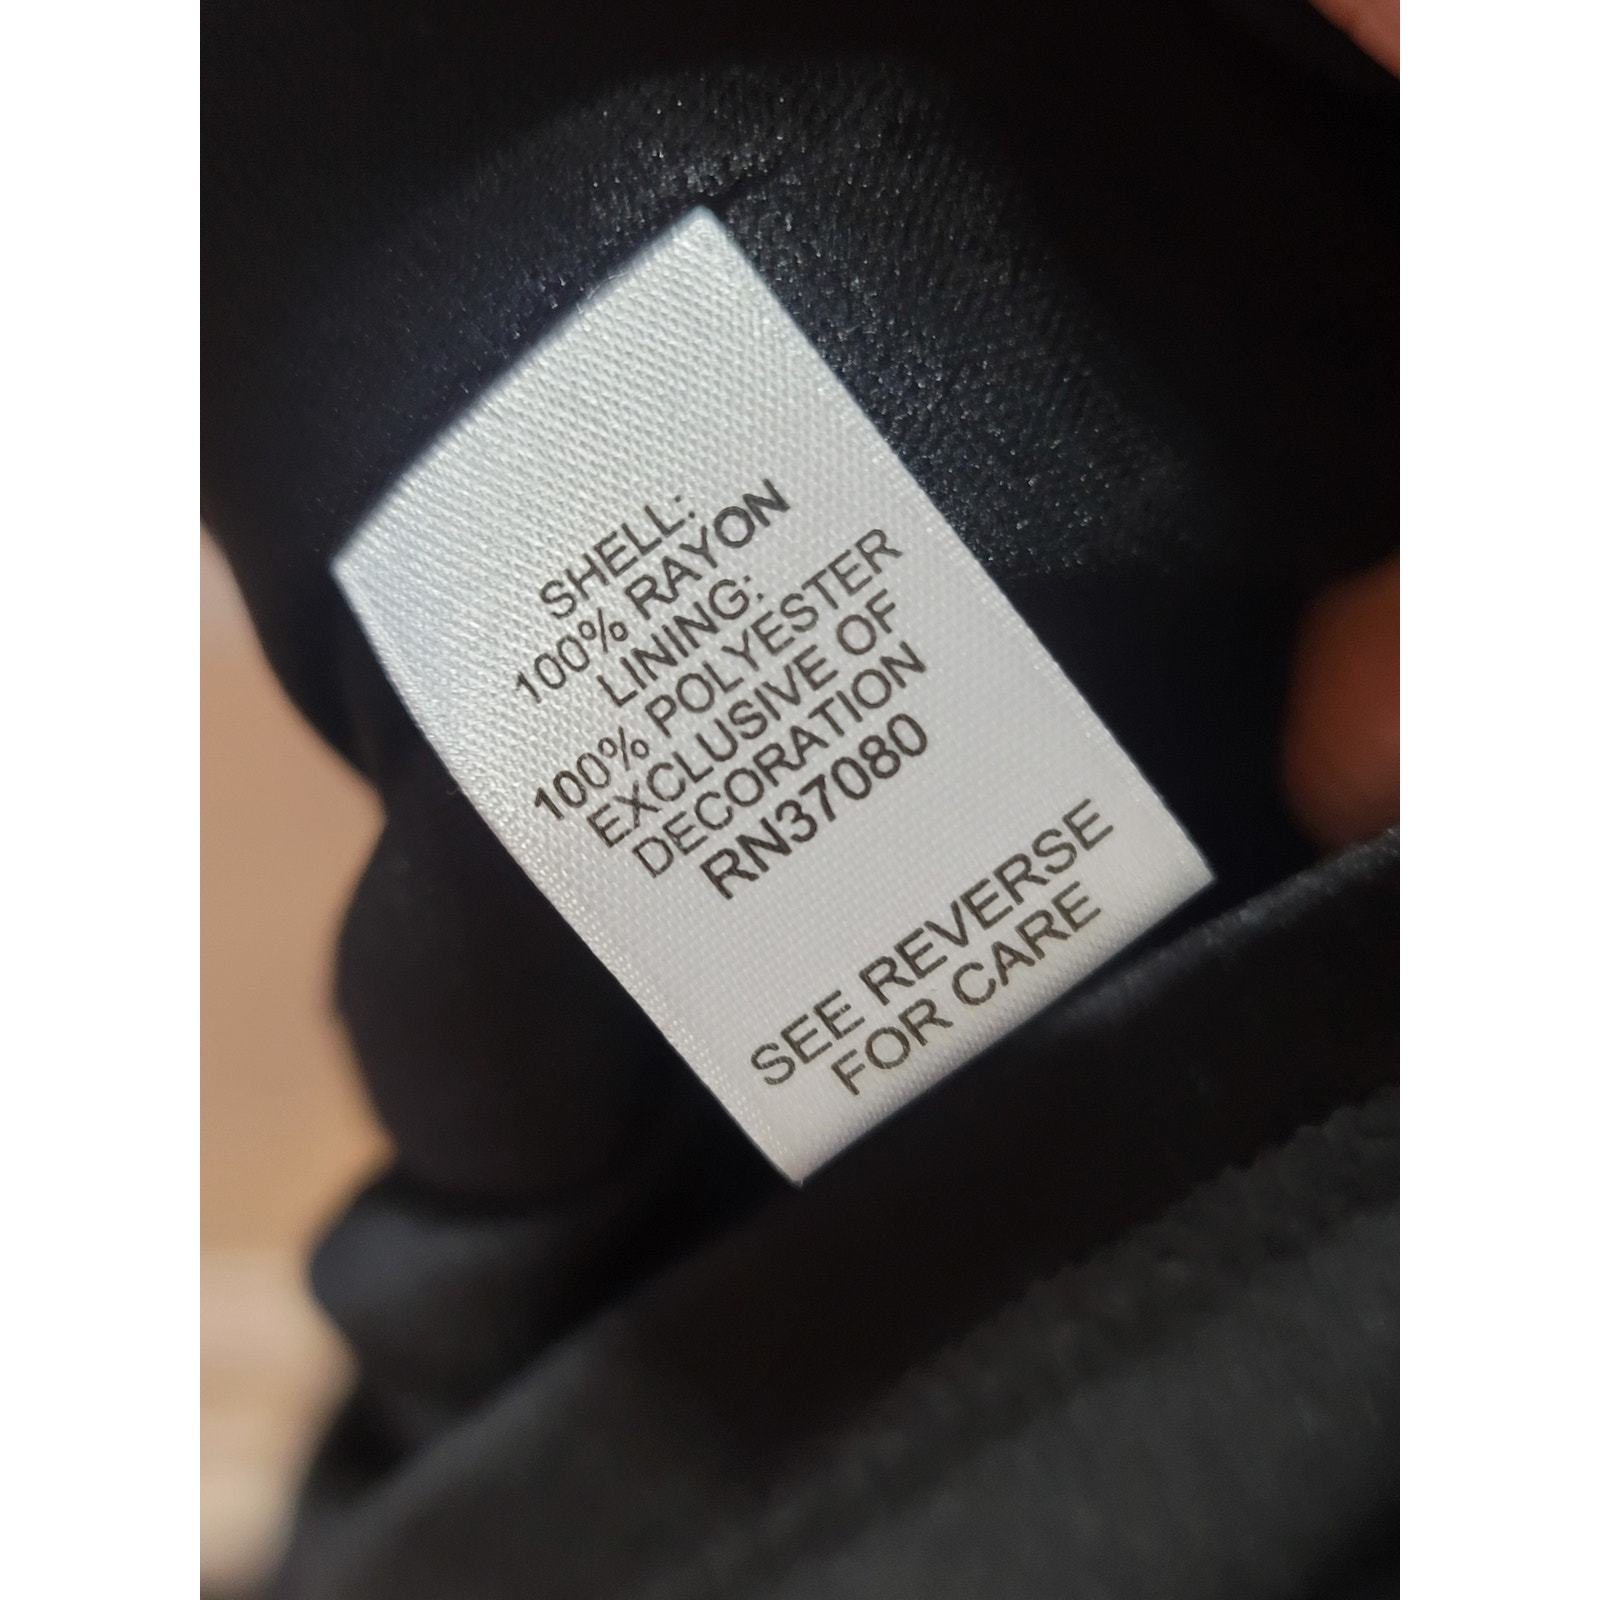 SHELL:
100% RAYON
LINING:
100% POLYESTER
EXCLUSIVE OF
DECORATION
RN37080
SEE REVERSE
FOR CARE